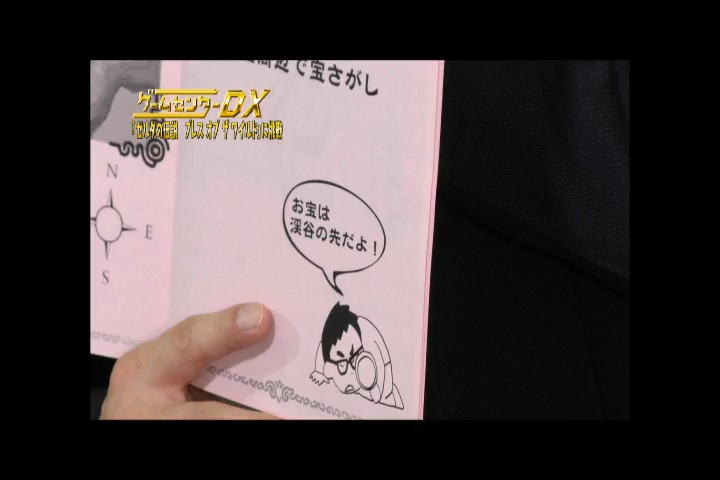 周辺で宝さがし
ゲームセンターDX
「ゼルダの伝説 ブレス オブ ザ ワイルド」に挑戦
N
E
S
お宝は
渓谷の先だよ!